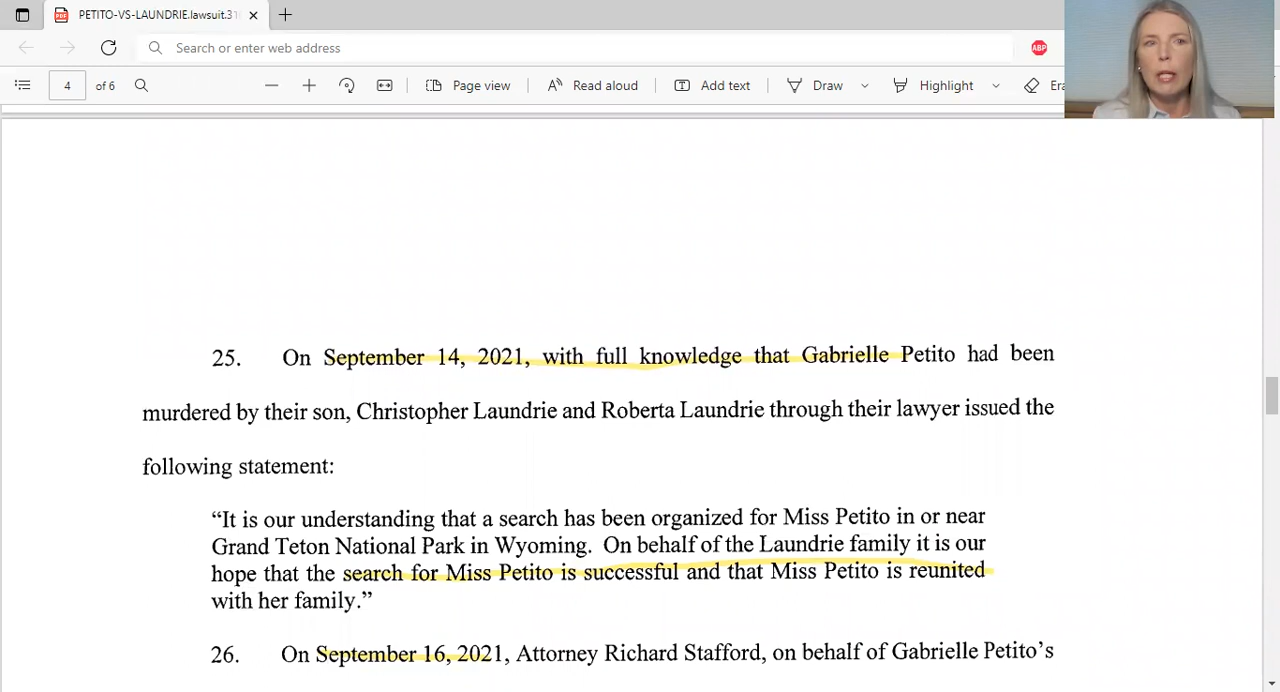 PETITO-VS-LAUNDRIE.lawsuit.31
Search or enter web address
ABP
4 of 6
Page view
Read aloud
Add text
Draw
Highlight
Era
25. On September 14, 2021, with full knowledge that Gabrielle Petito had been
murdered by their son, Christopher Laundrie and Roberta Laundrie through their lawyer issued the
following statement:
“It is our understanding that a search has been organized for Miss Petito in or near
Grand Teton National Park in Wyoming. On behalf of the Laundrie family it is our
hope that the search for Miss Petito is successful and that Miss Petito is reunited
with her family.”
26. On September 16, 2021, Attorney Richard Stafford, on behalf of Gabrielle Petito’s